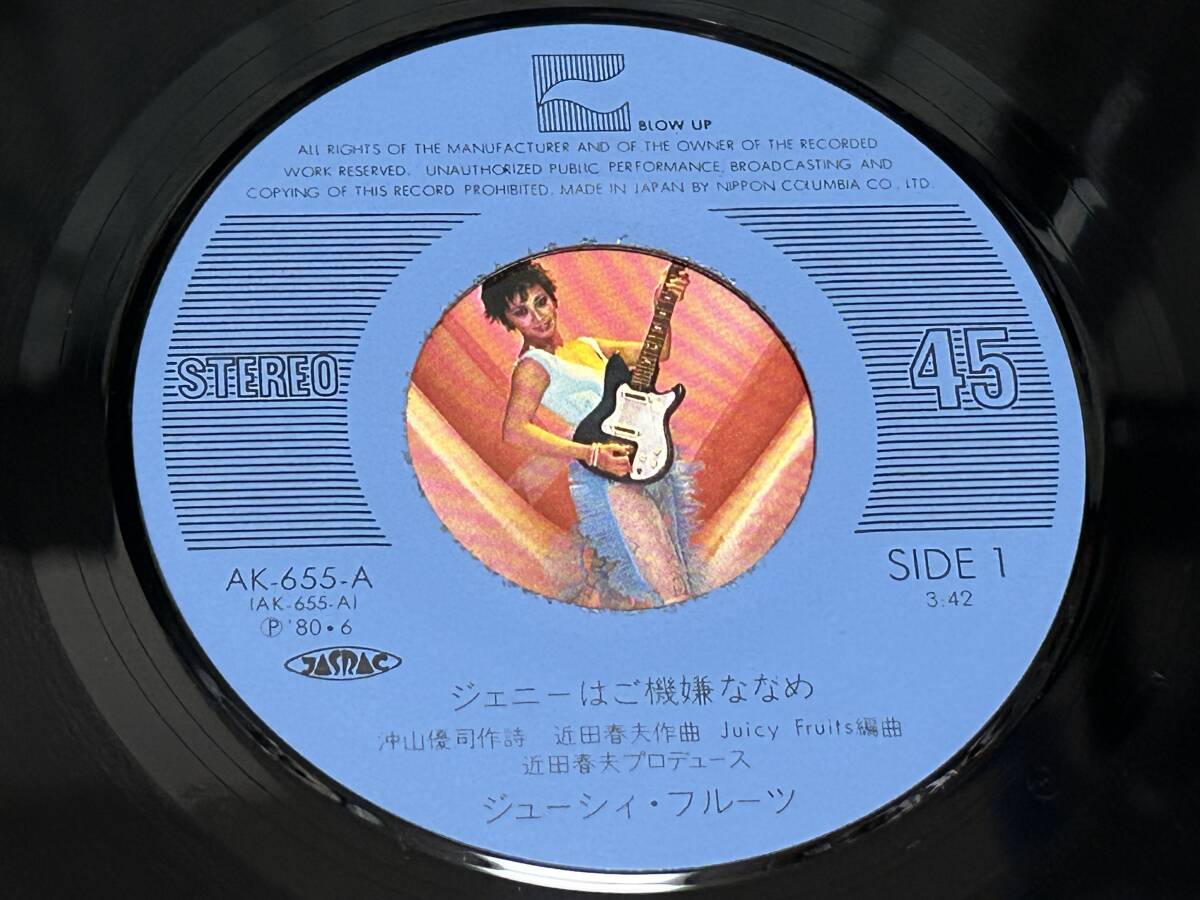 BLOW UP
ALL RIGHTS OF THE MANUFACTURER AND OF THE OWNER OF THE RECORDED
WORK RESERVED. UNAUTHORIZED PUBLIC PERFORMANCE, BROADCASTING AND
COPYING OF THIS RECORD PROHIBITED. MADE IN JAPAN BY NIPPON COLUMBIA CO., LTD.
STEREO
45
AK-655-A
(AK-655-A)
Ⓟ'80・6
JASRAC
SIDE 1
3:42
ジェニーはご機嫌ななめ
沖山優司作詩 近田春夫作曲 Juicy Fruits編曲
近田春夫プロデュース
ジューシィ・フルーツ